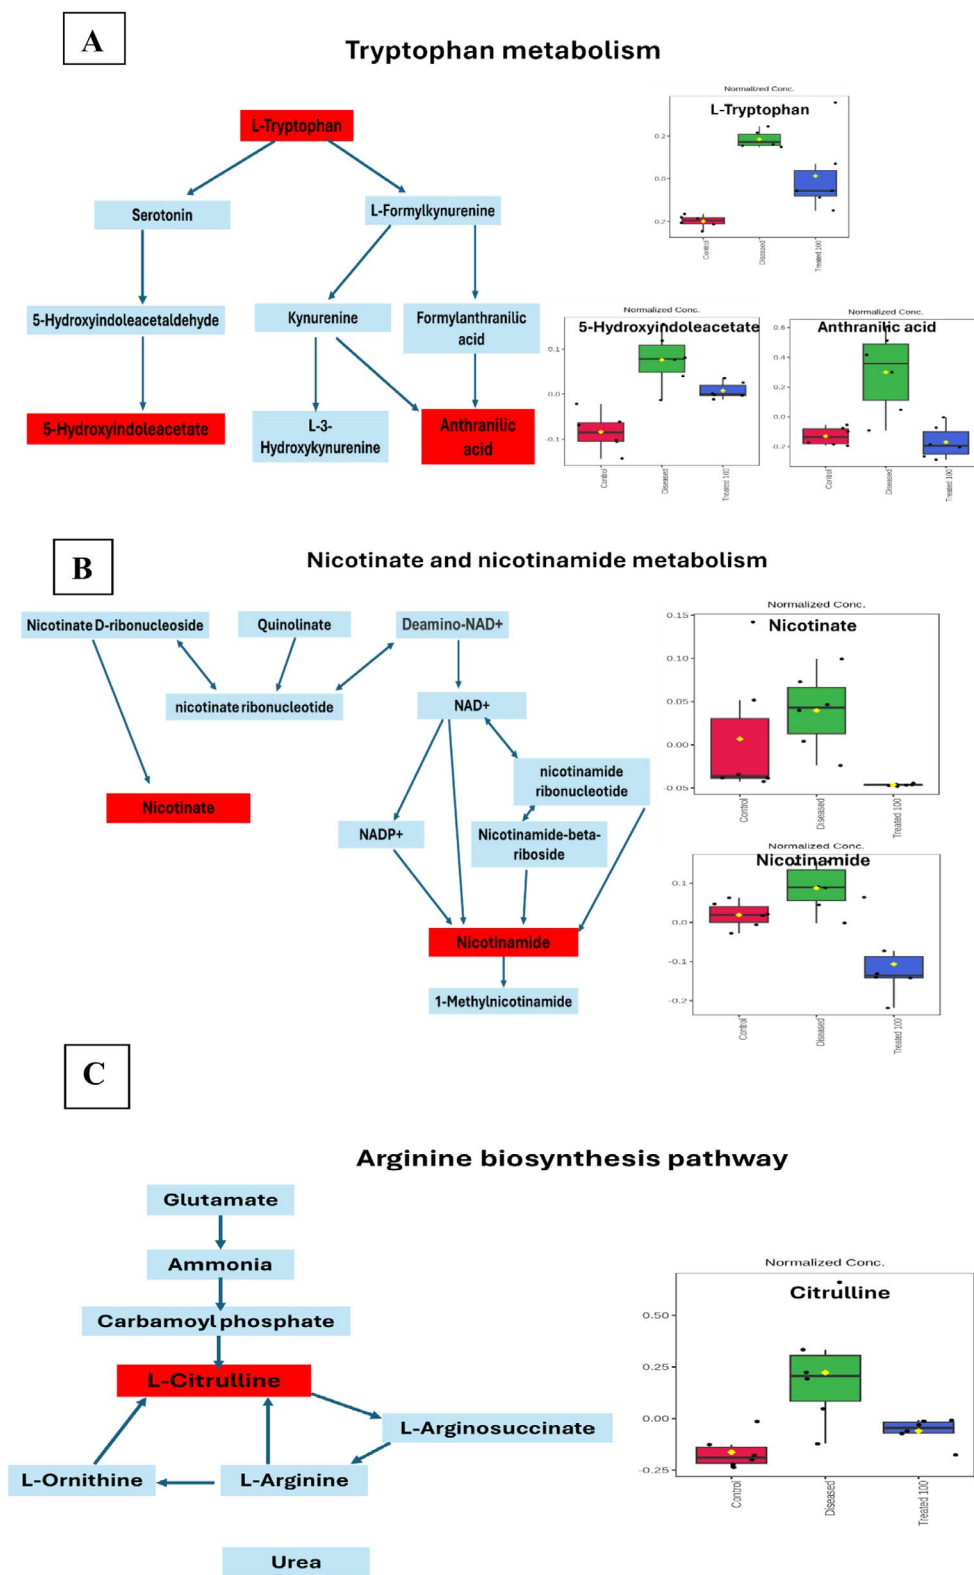 A
Tryptophan metabolism
L-Tryptophan
Serotonin
L-Formylkynurenine
5-Hydroxyindoleacetaldehyde
Kynurenine
Formylanthranilic
acid
5-Hydroxyindoleacetate
L-3-
Hydroxykynurenine
Anthranilic
acid
Normalized Conc.
L-Tryptophan
0.2
0.0
0.2
Control
Diseased
Treated 100
Normalized Conc.
5-Hydroxyindoleacetate
0.1
0.0
-0.1
Control
Diseased
Treated 100
Normalized Conc.
Anthranilic acid
0.6
0.4
0.2
0.0
-0.2
Control
Diseased
Treated 100
B
Nicotinate and nicotinamide metabolism
Nicotinate D-ribonucleoside
Quinolinate
Deamino-NAD+
nicotinate ribonucleotide
NAD+
nicotinamide
ribonucleotide
Nicotinate
NADP+
Nicotinamide-beta-
riboside
Nicotinamide
1-Methylnicotinamide
Normalized Conc.
Nicotinate
0.15
0.10
0.05
0.00
-0.05
Control
Diseased
Treated 100
Normalized Conc.
Nicotinamide
0.1
0.0
-0.1
-0.2
Control
Diseased
Treated 100
C
Arginine biosynthesis pathway
Glutamate
Ammonia
Carbamoyl phosphate
L-Citrulline
L-Arginosuccinate
L-Ornithine
L-Arginine
Urea
Normalized Conc.
Citrulline
0.50
0.25
0.00
-0.25
Control
Diseased
Treated 100